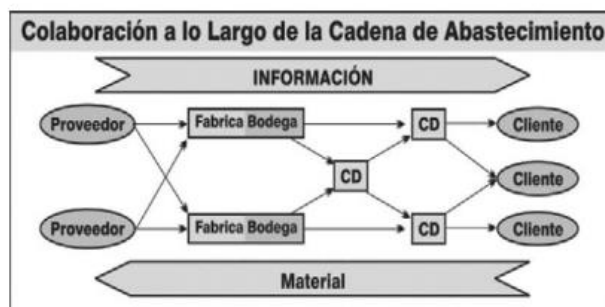 Colaboración a lo Largo de la Cadena de Abastecimiento
INFORMACIÓN
Proveedor
Fabrica Bodega
CD
Cliente
CD
Cliente
Proveedor
Fabrica Bodega
CD
Cliente
Material